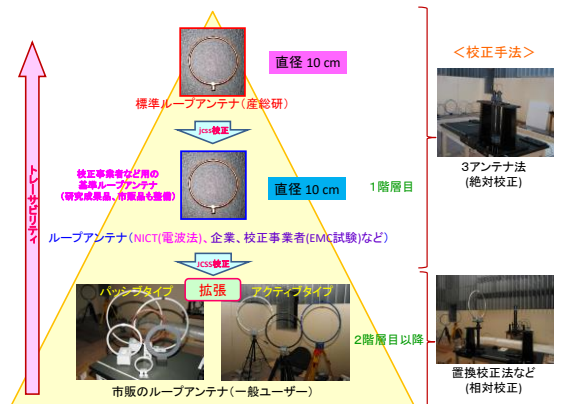 直径 10 cm
標準ループアンテナ(産総研)
jcss校正
校正事業者など用の
基準ループアンテナ
(研究成果品、市販品も整備)
直径 10 cm
ループアンテナ(NICT(電波法)、企業、校正事業者(EMC試験)など)
JCSS校正
パッシブタイプ
拡張
アクティブタイプ
市販のループアンテナ(一般ユーザー)
トレーサビリティ
1階層目
2階層目以降
<校正手法>
3アンテナ法
(絶対校正)
置換校正法など
(相対校正)